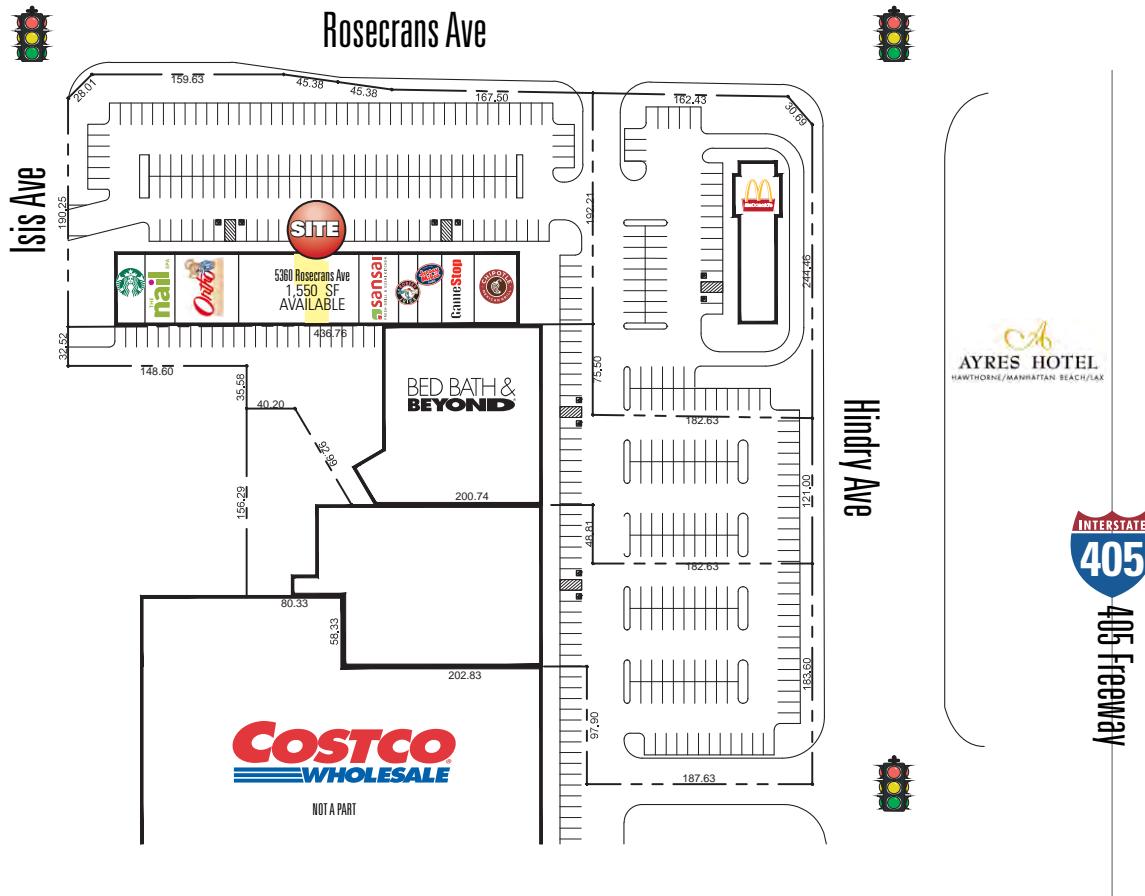 Rosecrans Ave
28.01
159.63
45.38
45.38
167.50
162.43
30.69
Isis Ave
190.25
192.21
244.46
SITE
THE nail SPA
Ortho
5360 Rosecrans Ave
1,550 SF
AVAILABLE
sansai
GameStop
CHIPOTLE
436.76
32.52
148.60
35.58
40.20
92.99
156.29
BED BATH &
BEYOND
200.74
75.50
182.63
Hindry Ave
121.00
48.81
182.63
183.60
80.33
58.33
202.83
97.90
187.63
COSTCO
WHOLESALE
NOT A PART
AYRES HOTEL
HAWTHORNE/MANHATTAN BEACH/LAX
INTERSTATE
405
405 Freeway